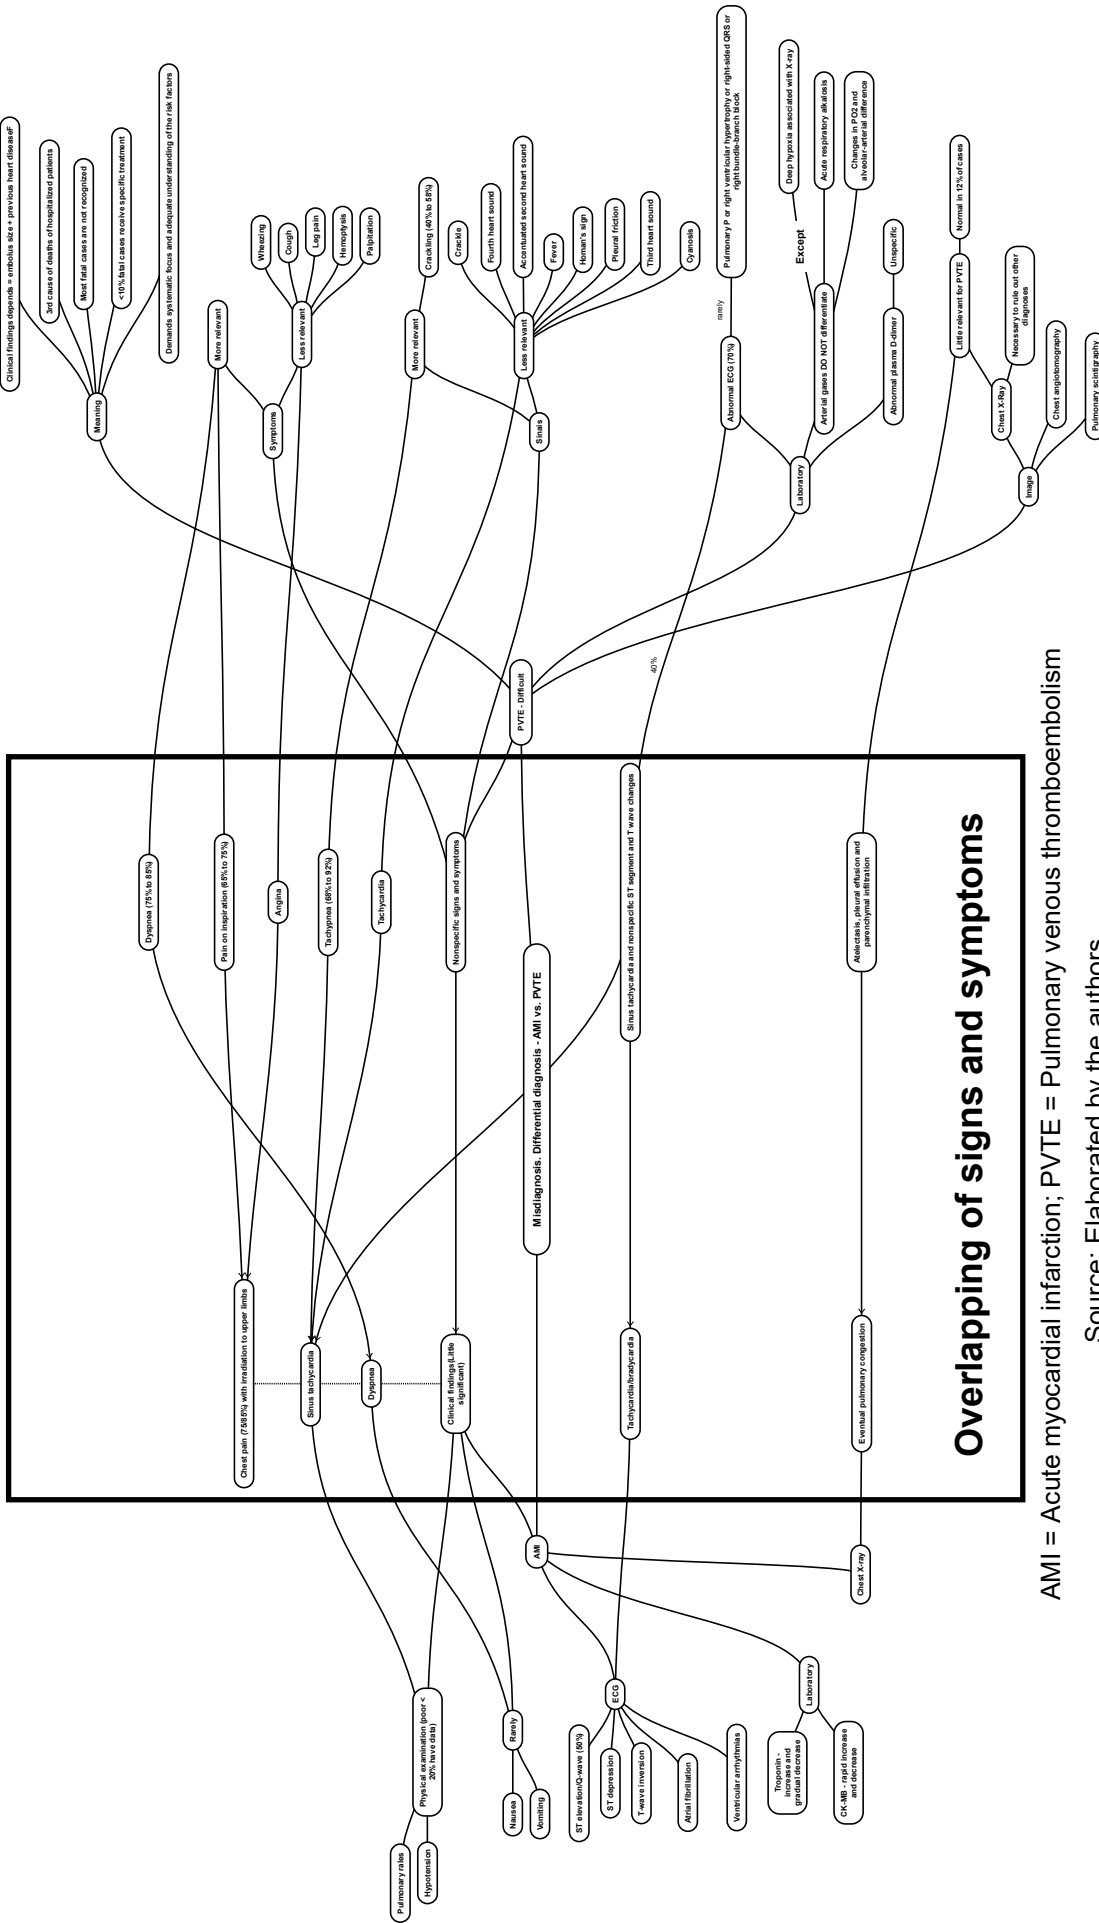 Pulmonary rales
Hypotension
Physical examination (poor <
20% have data)
Nausea
Vomiting
Rarely
ST elevation/Q-wave (50%)
ST depression
T-wave inversion
Atrial fibrillation
Ventricular arrhythmias
ECG
Troponin -
increase and
gradual decrease
CK-MB - rapid increase
and decrease
Laboratory
AMI
Chest X-ray
Chest pain (75/85%) with irradiation to upper limbs
Sinus tachycardia
Dyspnea
Clinical findings(Little
significant)
Tachycardia/bradycardia
Eventual pulmonary congestion
Misdiagnosis. Differential diagnosis - AMI vs. PVTE
Dyspnea (75% to 85%)
Pain on inspiration (65% to 75%)
Angina
Tachypnea (68% to 92%)
Tachycardia
Nonspecific signs and symptoms
Sinus tachycardia and nonspecific ST segment and T wave changes
Atelectasis, pleural effusion and
parenchymal infiltration
Overlapping of signs and symptoms
PVTE - Difficult
40%
Meaning
Clinical findings depends = embolus size + previous heart diseaseF
3rd cause of deaths of hospitalized patients
Most fatal cases are not recognized
<10% fatal cases receive specific treatment
Demands systematic focus and adequate understanding of the risk factors
Symptoms
More relevant
Less relevant
Wheezing
Cough
Leg pain
Hemoptysis
Palpitation
Sinais
More relevant
Crackling (40% to 58%)
Less relevant
Crackle
Fourth heart sound
Accentuated second heart sound
Fever
Homan's sign
Pleural friction
Third heart sound
Cyanosis
Laboratory
Abnormal ECG (70%)
rarely
Pulmonary P or right ventricular hypertrophy or right-sided QRS or
right bundle-branch block
Arterial gases DO NOT differentiate
Except
Deep hypoxia associated with X-ray
Acute respiratory alkalosis
Changes in PO2 and
alveolar-arterial difference
Abnormal plasma D-dimer
Unspecific
Image
Chest X-Ray
Little relevant for PVTE
Normal in 12% of cases
Necessary to rule out other
diagnoses
Chest angiotomography
Pulmonary scintigraphy
AMI = Acute myocardial infarction; PVTE = Pulmonary venous thromboembolism
Source: Elaborated by the authors